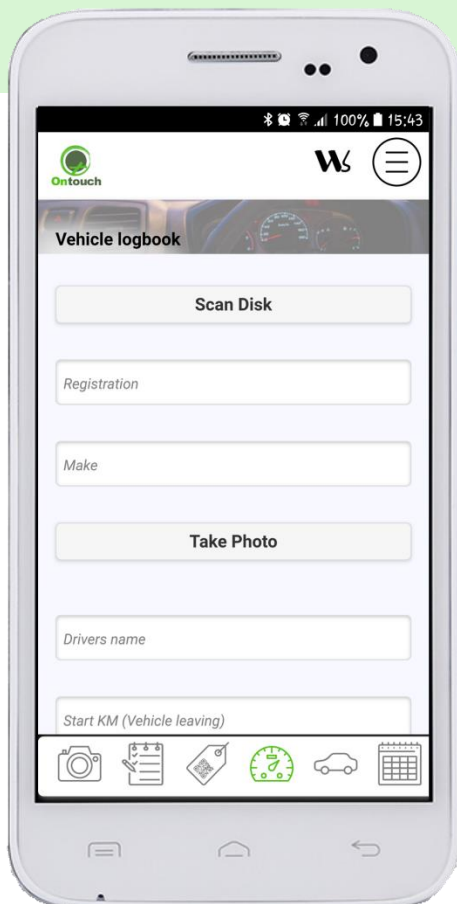 100% 15:43
Ontouch
Vehicle logbook
Scan Disk
Registration
Make
Take Photo
Drivers name
Start KM (Vehicle leaving)